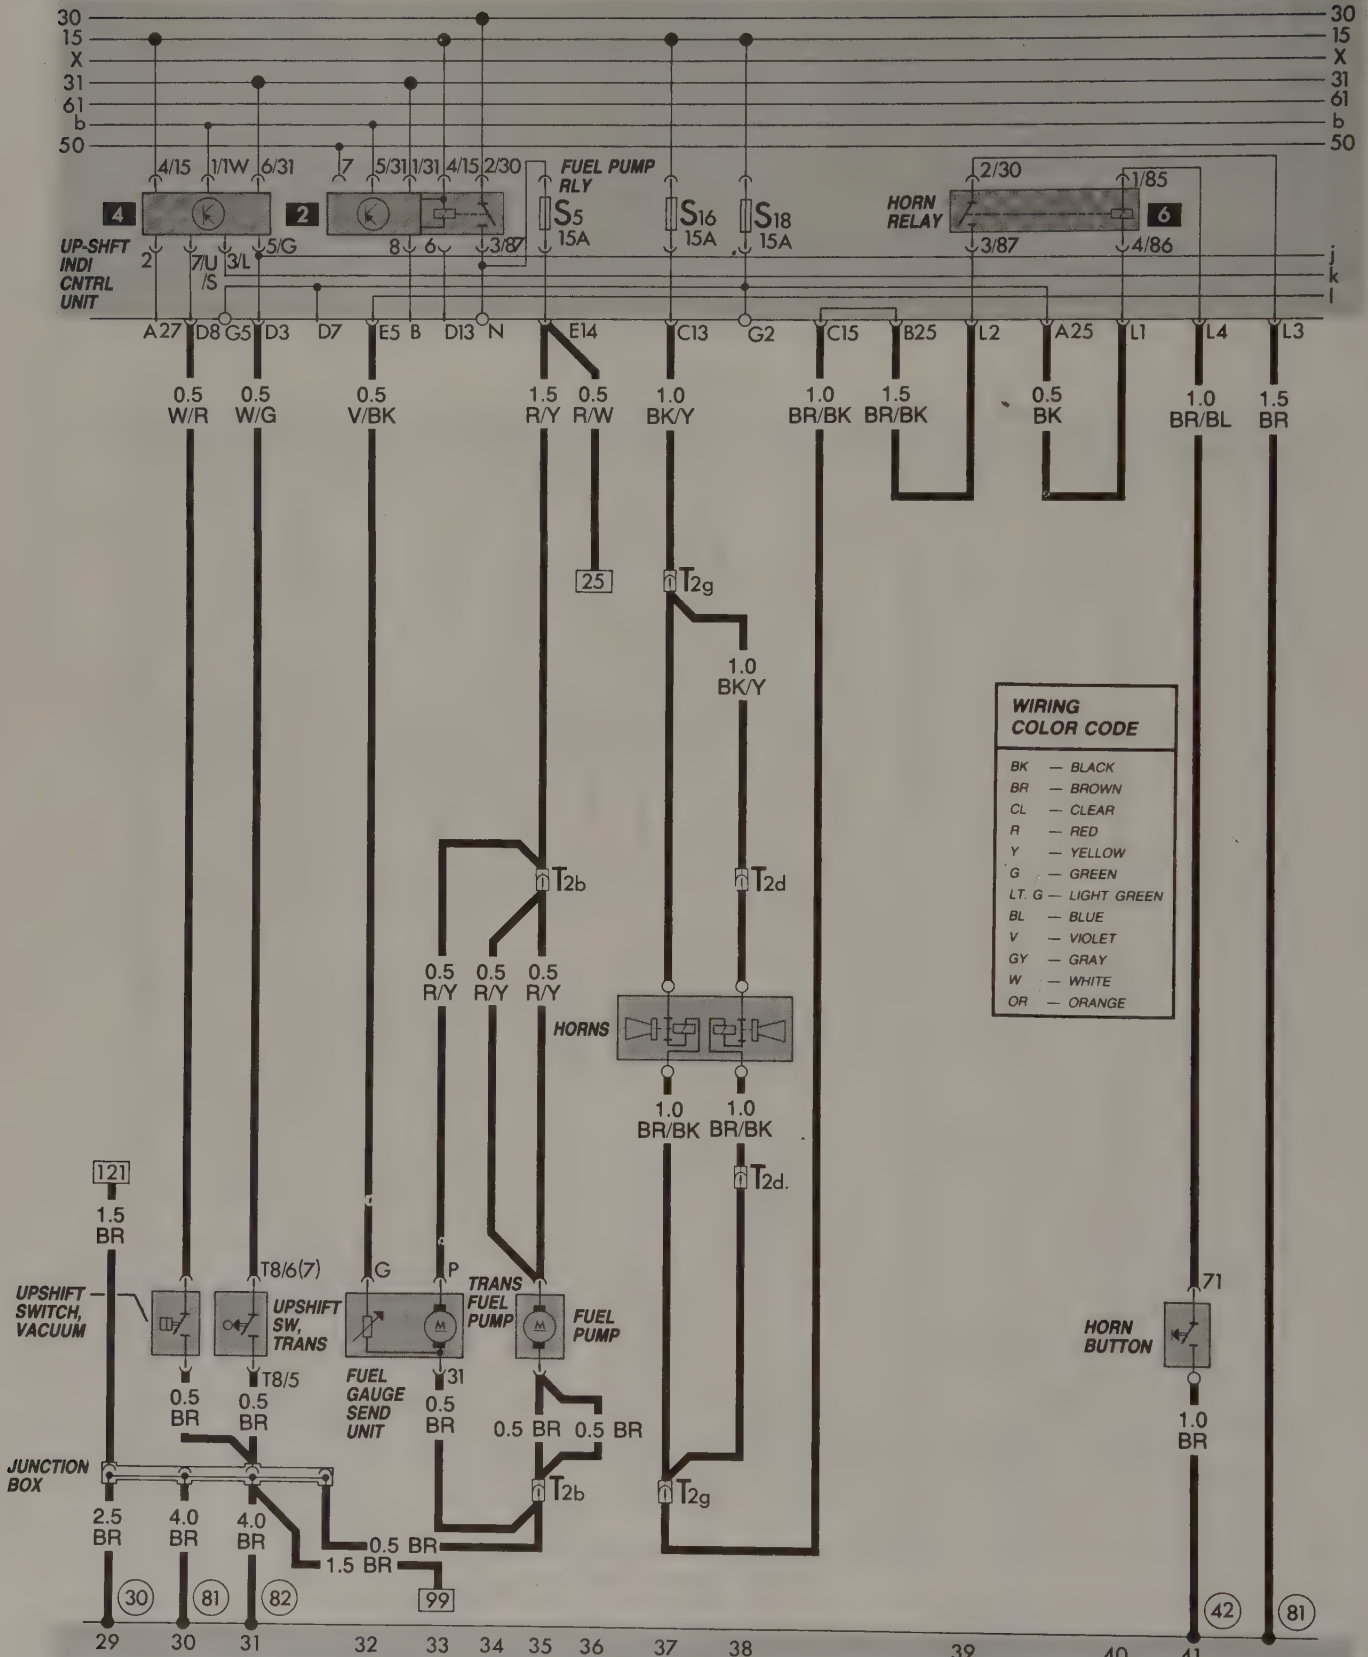 30 30
15 15
X X
31 31
61 61
b b
50 50
4/15 1/1W 6/31 7 5/31 1/31 4/15 2/30
FUEL PUMP
RLY
2/30 1/85
4 2
S5
15A
S16
15A
S18
15A
HORN
RELAY
6
UP-SHFT
INDI
CNTRL
UNIT
2 7/U
/S
3/L 5/G 8 6 3/87 3/87 4/86
j
k
l
A27 D8 G5 D3 D7 E5 B D13 N E14 C13 G2 C15 B25 L2 A25 L1 L4 L3
0.5
W/R
0.5
W/G
0.5
V/BK
1.5
R/Y
0.5
R/W
1.0
BK/Y
1.0
BR/BK
1.5
BR/BK
0.5
BK
1.0
BR/BL
1.5
BR
25
T2g
1.0
BK/Y
WIRING
COLOR CODE
BK — BLACK
BR — BROWN
CL — CLEAR
R — RED
Y — YELLOW
G — GREEN
LT. G — LIGHT GREEN
BL — BLUE
V — VIOLET
GY — GRAY
W — WHITE
OR — ORANGE
T2b
T2d
0.5
R/Y
0.5
R/Y
0.5
R/Y
HORNS
1.0
BR/BK
1.0
BR/BK
T2d.
121
1.5
BR
T8/6(7)
G P
71
UPSHIFT
SWITCH,
VACUUM
UPSHIFT
SW,
TRANS
TRANS
FUEL
PUMP
M M
FUEL
PUMP
HORN
BUTTON
T8/5
31
FUEL
GAUGE
SEND
UNIT
0.5
BR
0.5
BR
0.5
BR
0.5 BR 0.5 BR
1.0
BR
JUNCTION
BOX
T2b
T2g
2.5
BR
4.0
BR
4.0
BR
0.5 BR
1.5 BR
99
30 81 82 42 81
29 30 31 32 33 34 35 36 37 38 39 40 41